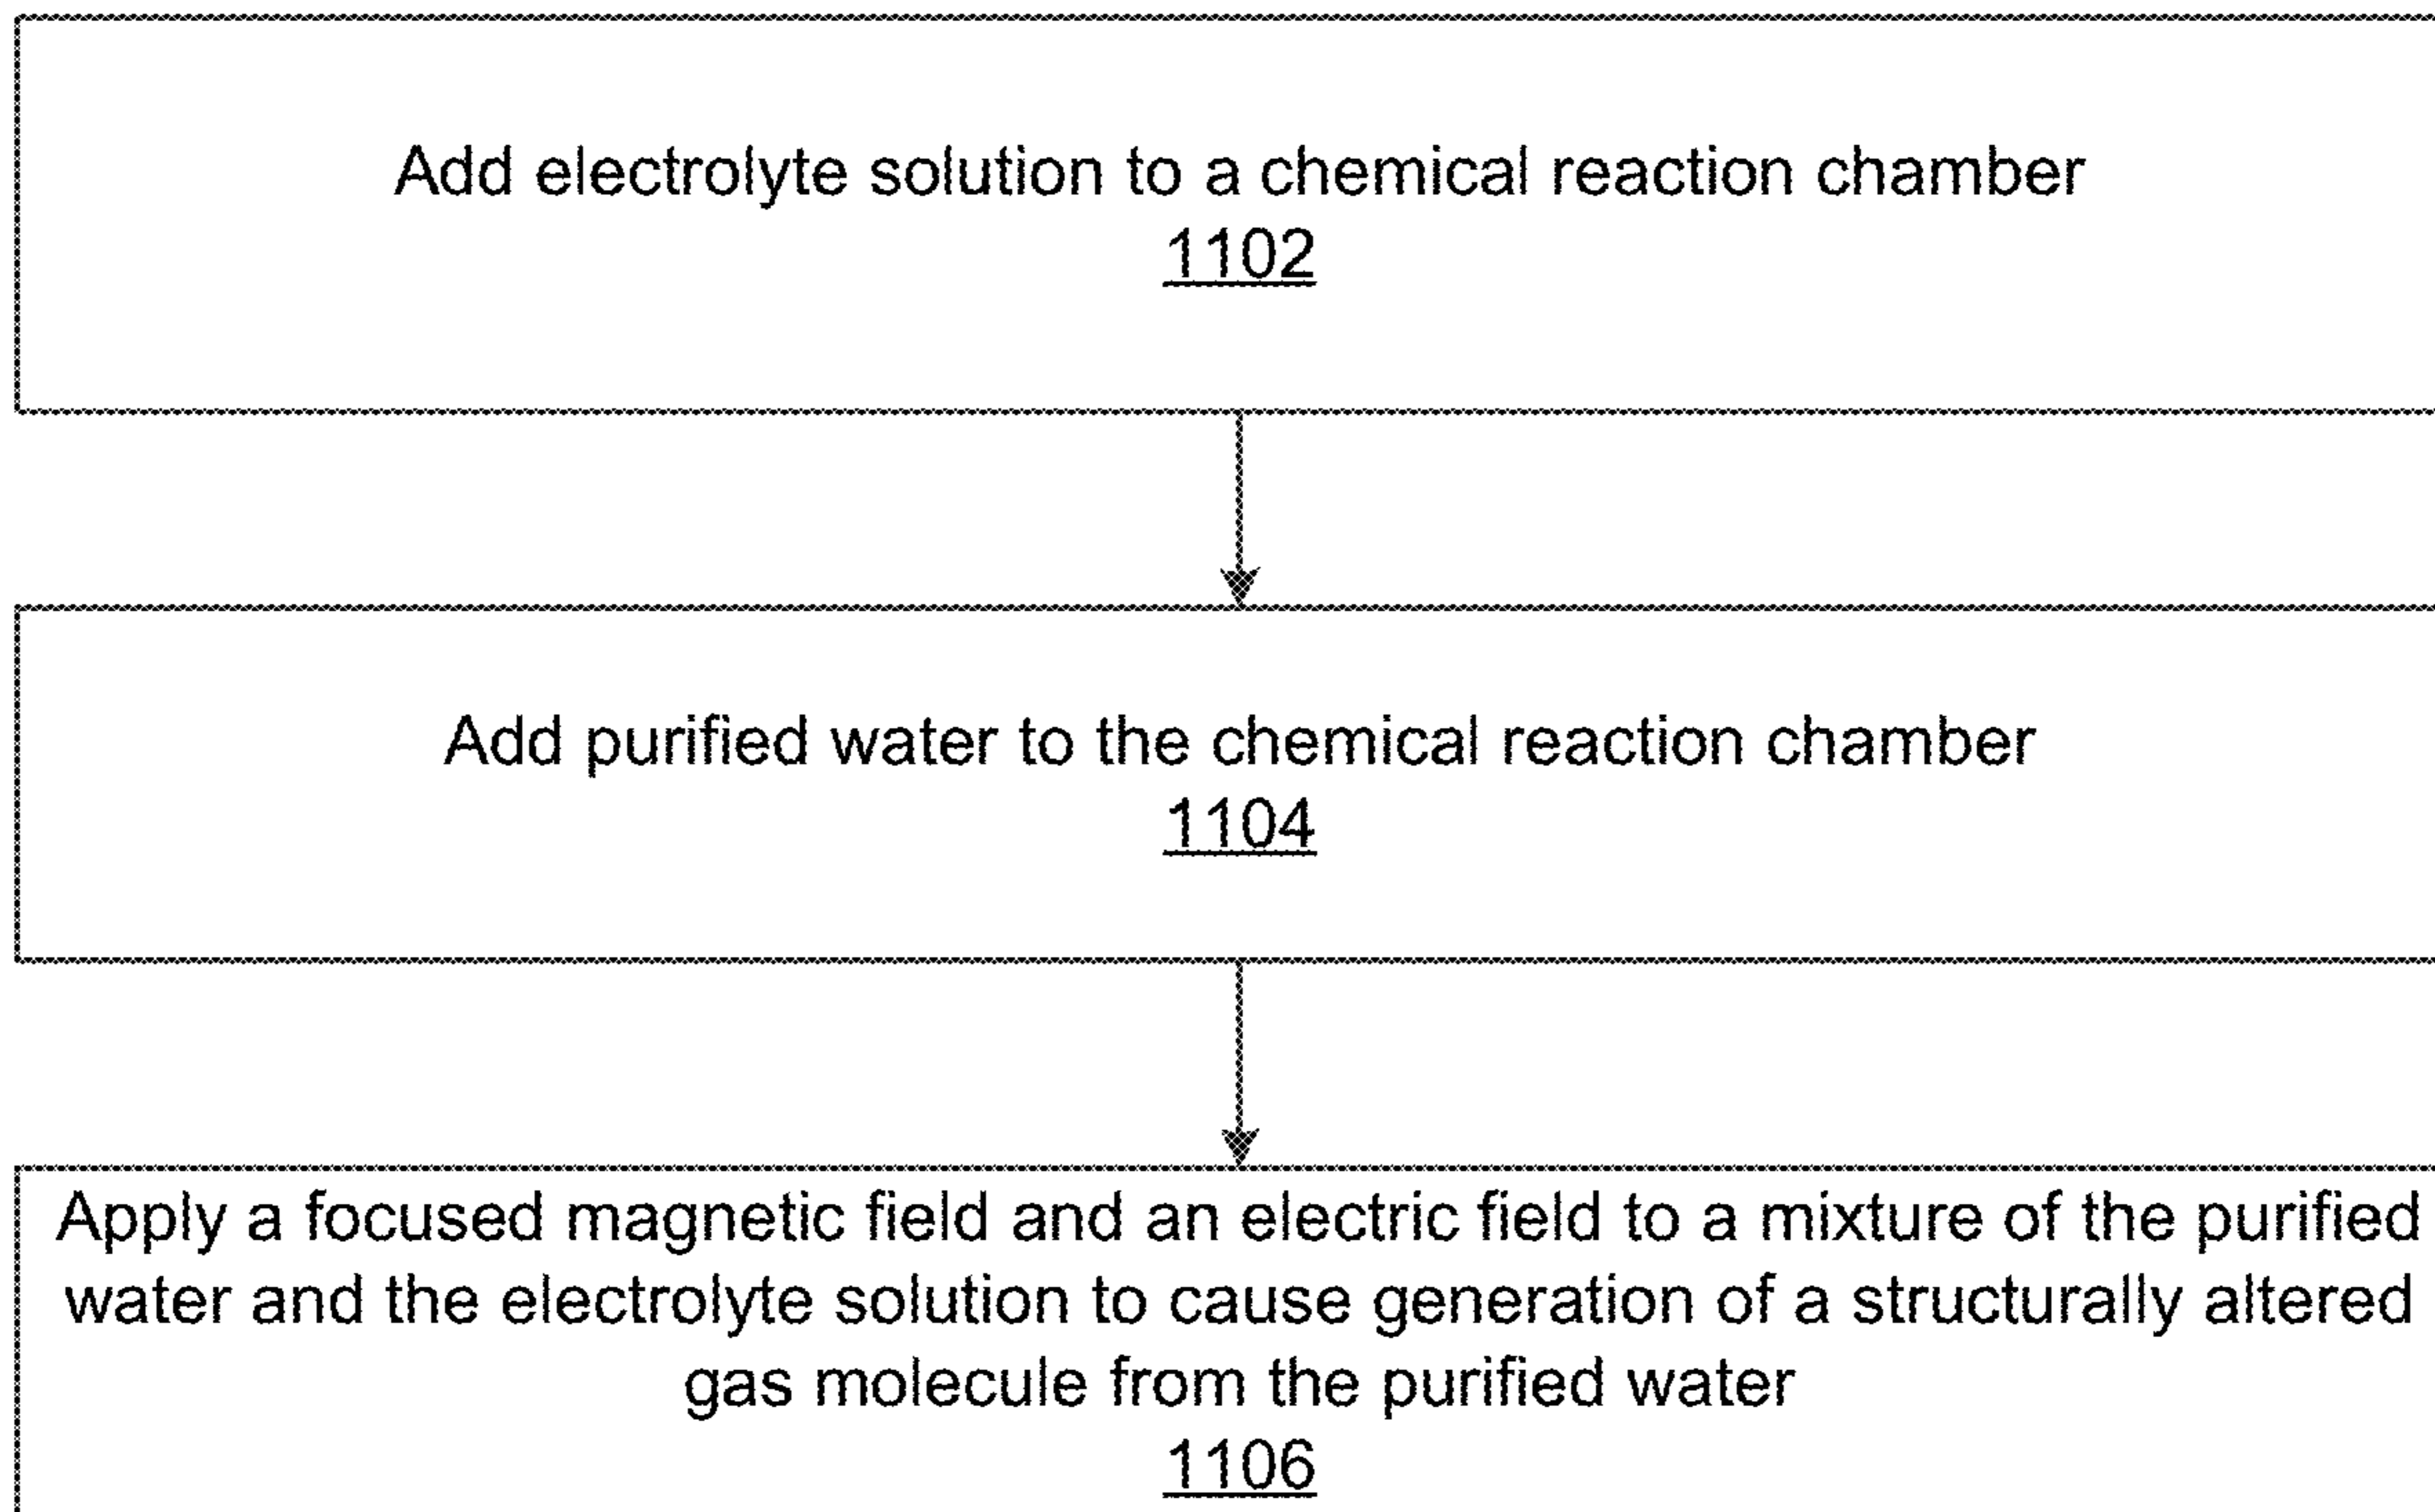 Add electrolyte solution to a chemical reaction chamber
1102
Add purified water to the chemical reaction chamber
1104
Apply a focused magnetic field and an electric field to a mixture of the purified
water and the electrolyte solution to cause generation of a structurally altered
gas molecule from the purified water
1106